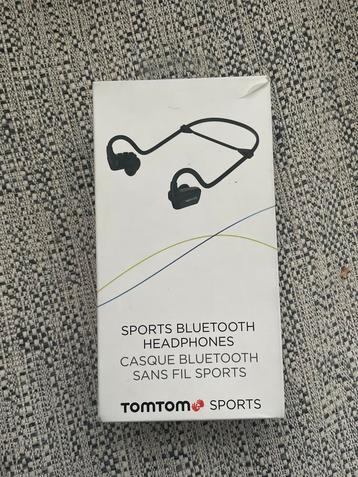 SPORTS BLUETOOTH
HEADPHONES
CASQUE BLUETOOTH
SANS FIL SPORTS
TOMTOM SPORTS